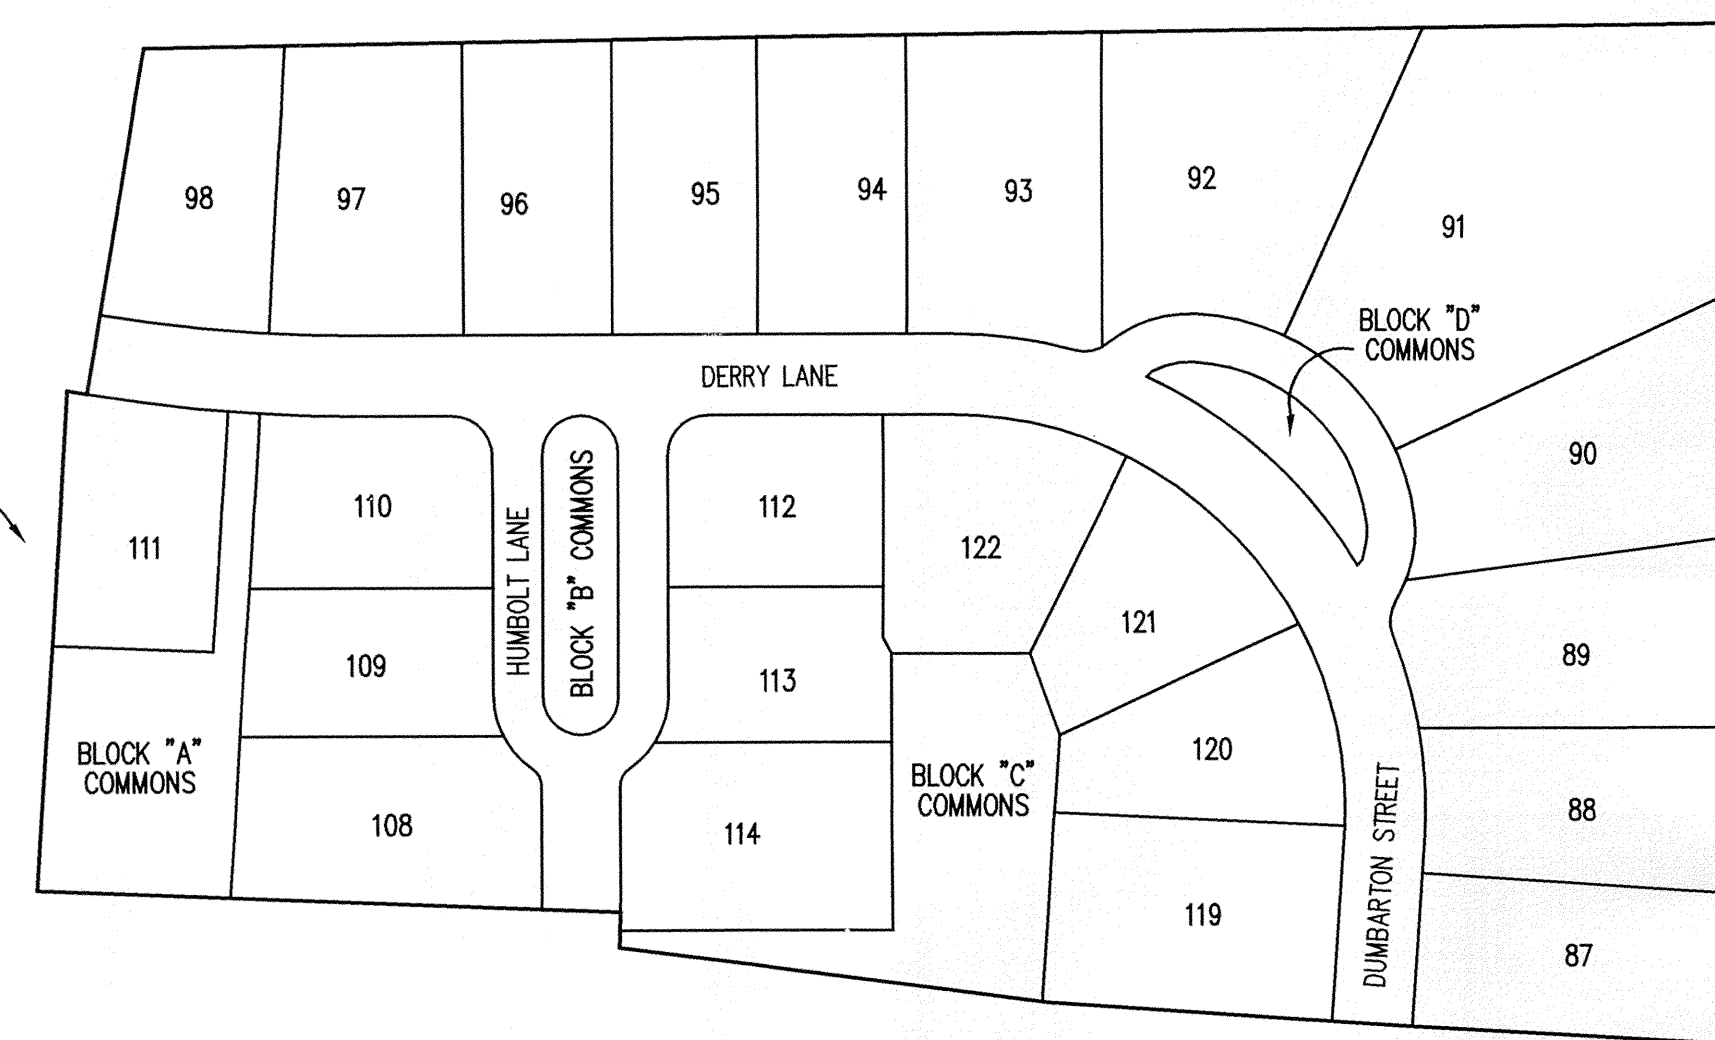 98
97
96
95
94
93
92
91
BLOCK "D"
COMMONS
DERRY LANE
90
111
110
HUMBOLT LANE
BLOCK "B" COMMONS
112
122
121
109
113
89
BLOCK "A"
COMMONS
108
114
BLOCK "C"
COMMONS
120
DUMBARTON STREET
88
119
87